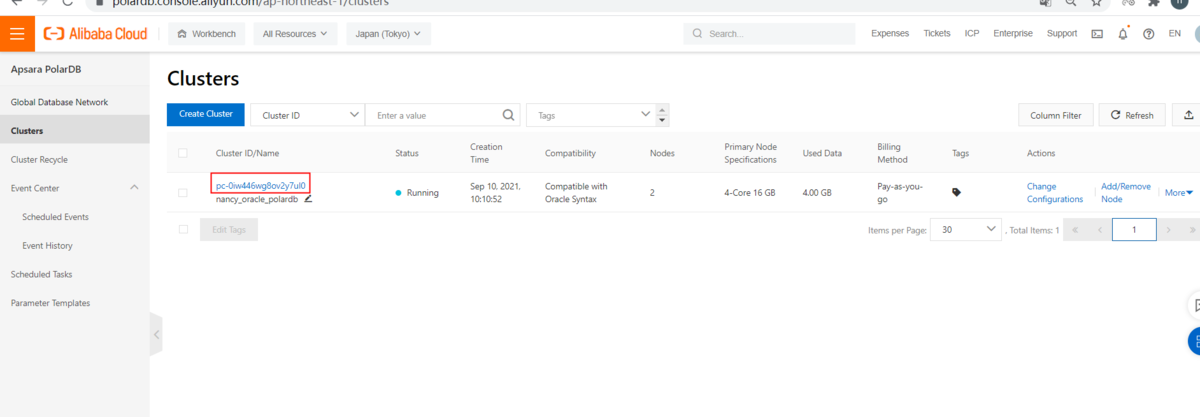 polardb.console.aliyun.com/ap-northeast-1/clusters
Alibaba Cloud
Workbench
All Resources
Japan (Tokyo)
Search...
Expenses
Tickets
ICP
Enterprise
Support
EN
Apsara PolarDB
Global Database Network
Clusters
Cluster Recycle
Event Center
Scheduled Events
Event History
Scheduled Tasks
Parameter Templates
Clusters
Create Cluster
Cluster ID
Enter a value
Tags
Column Filter
Refresh
Cluster ID/Name
Status
Creation
Time
Compatibility
Nodes
Primary Node
Specifications
Used Data
Billing
Method
Tags
Actions
pc-0iw446wg8ov2y7ul0
nancy_oracle_polardb
Running
Sep 10, 2021,
10:10:52
Compatible with
Oracle Syntax
2
4-Core 16 GB
4.00 GB
Pay-as-you-
go
Change
Configurations
Add/Remove
Node
More
Edit Tags
Items per Page:
30
, Total Items: 1
1